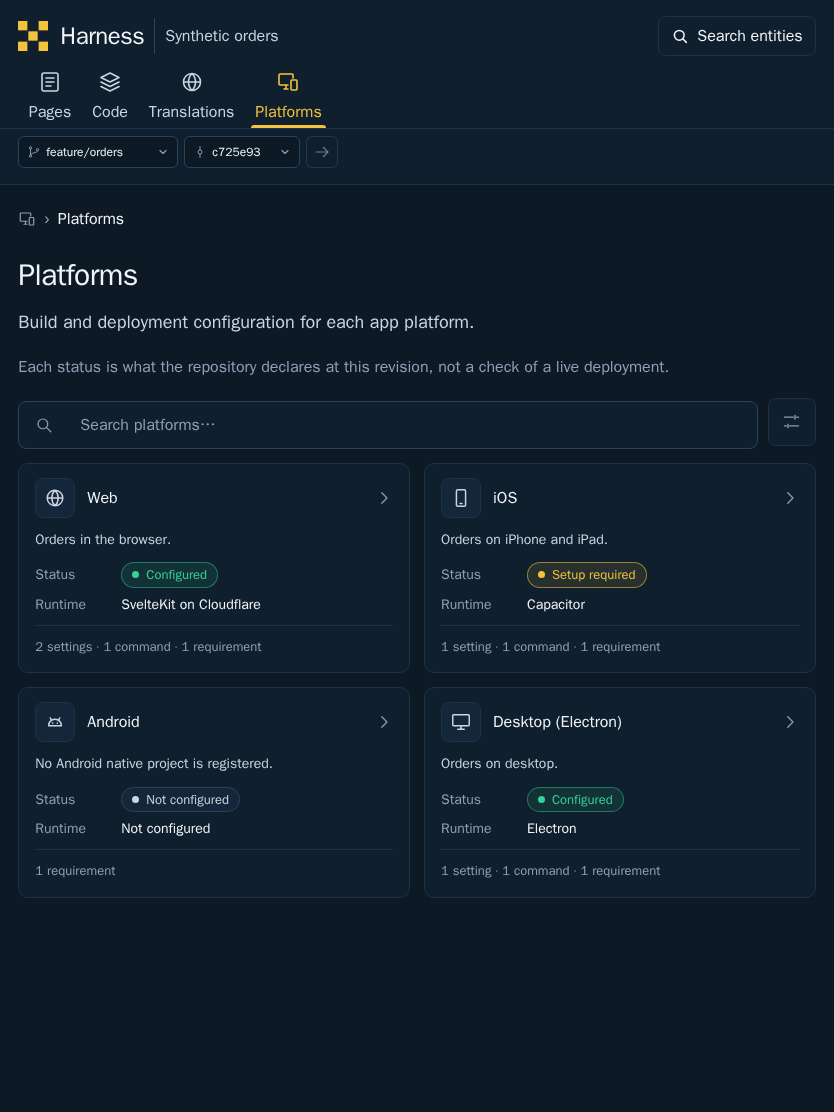 Harness
Synthetic orders
Search entities
Pages
Code
Translations
Platforms
feature/orders
c725e93
› Platforms
Platforms
Build and deployment configuration for each app platform.
Each status is what the repository declares at this revision, not a check of a live deployment.
Search platforms…
Web
Orders in the browser.
Status Configured
Runtime SvelteKit on Cloudflare
2 settings · 1 command · 1 requirement
iOS
Orders on iPhone and iPad.
Status Setup required
Runtime Capacitor
1 setting · 1 command · 1 requirement
Android
No Android native project is registered.
Status Not configured
Runtime Not configured
1 requirement
Desktop (Electron)
Orders on desktop.
Status Configured
Runtime Electron
1 setting · 1 command · 1 requirement